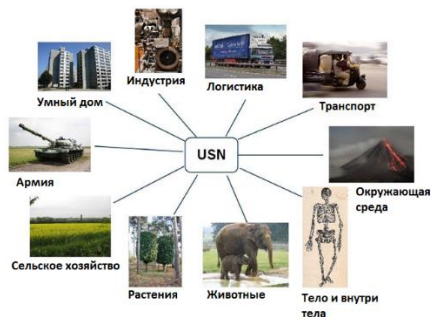 Индустрия
Логистика
Умный дом
Транспорт
USN
Армия
Окружающая
среда
Сельское хозяйство
Растения
Животные
Тело и внутри
тела